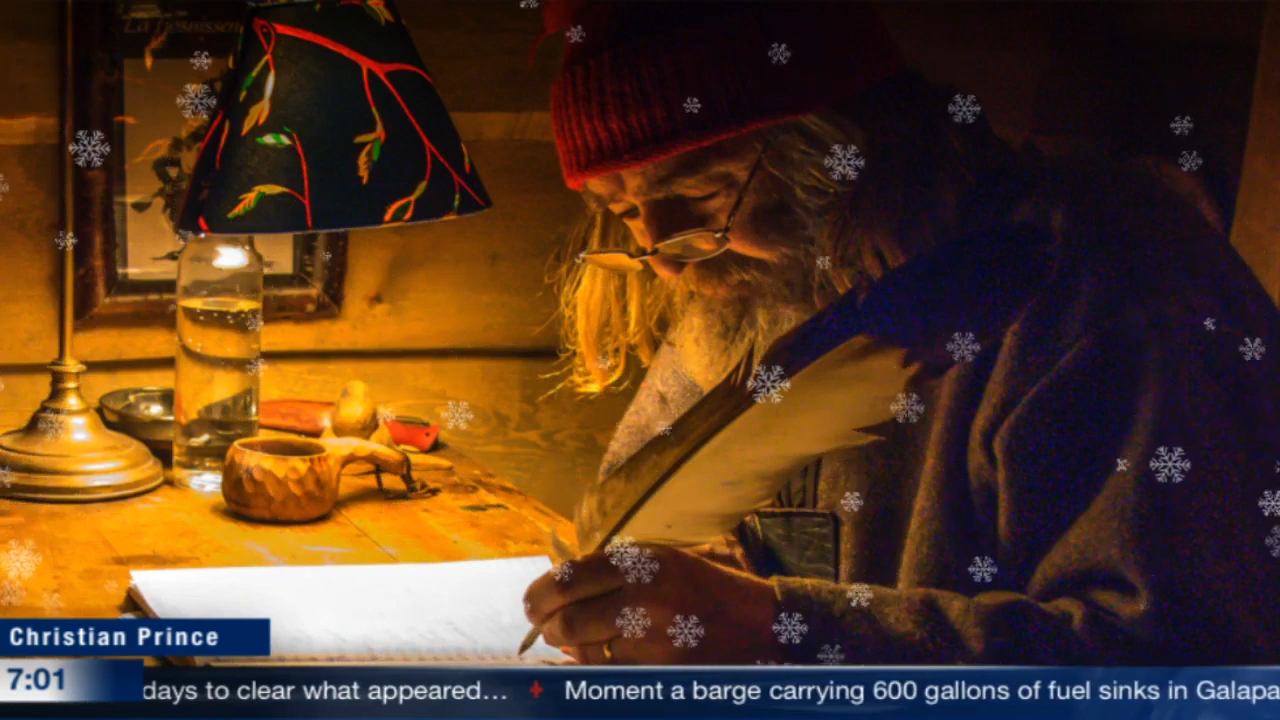 Christian Prince
7:01
days to clear what appeared... Moment a barge carrying 600 gallons of fuel sinks in Galapa